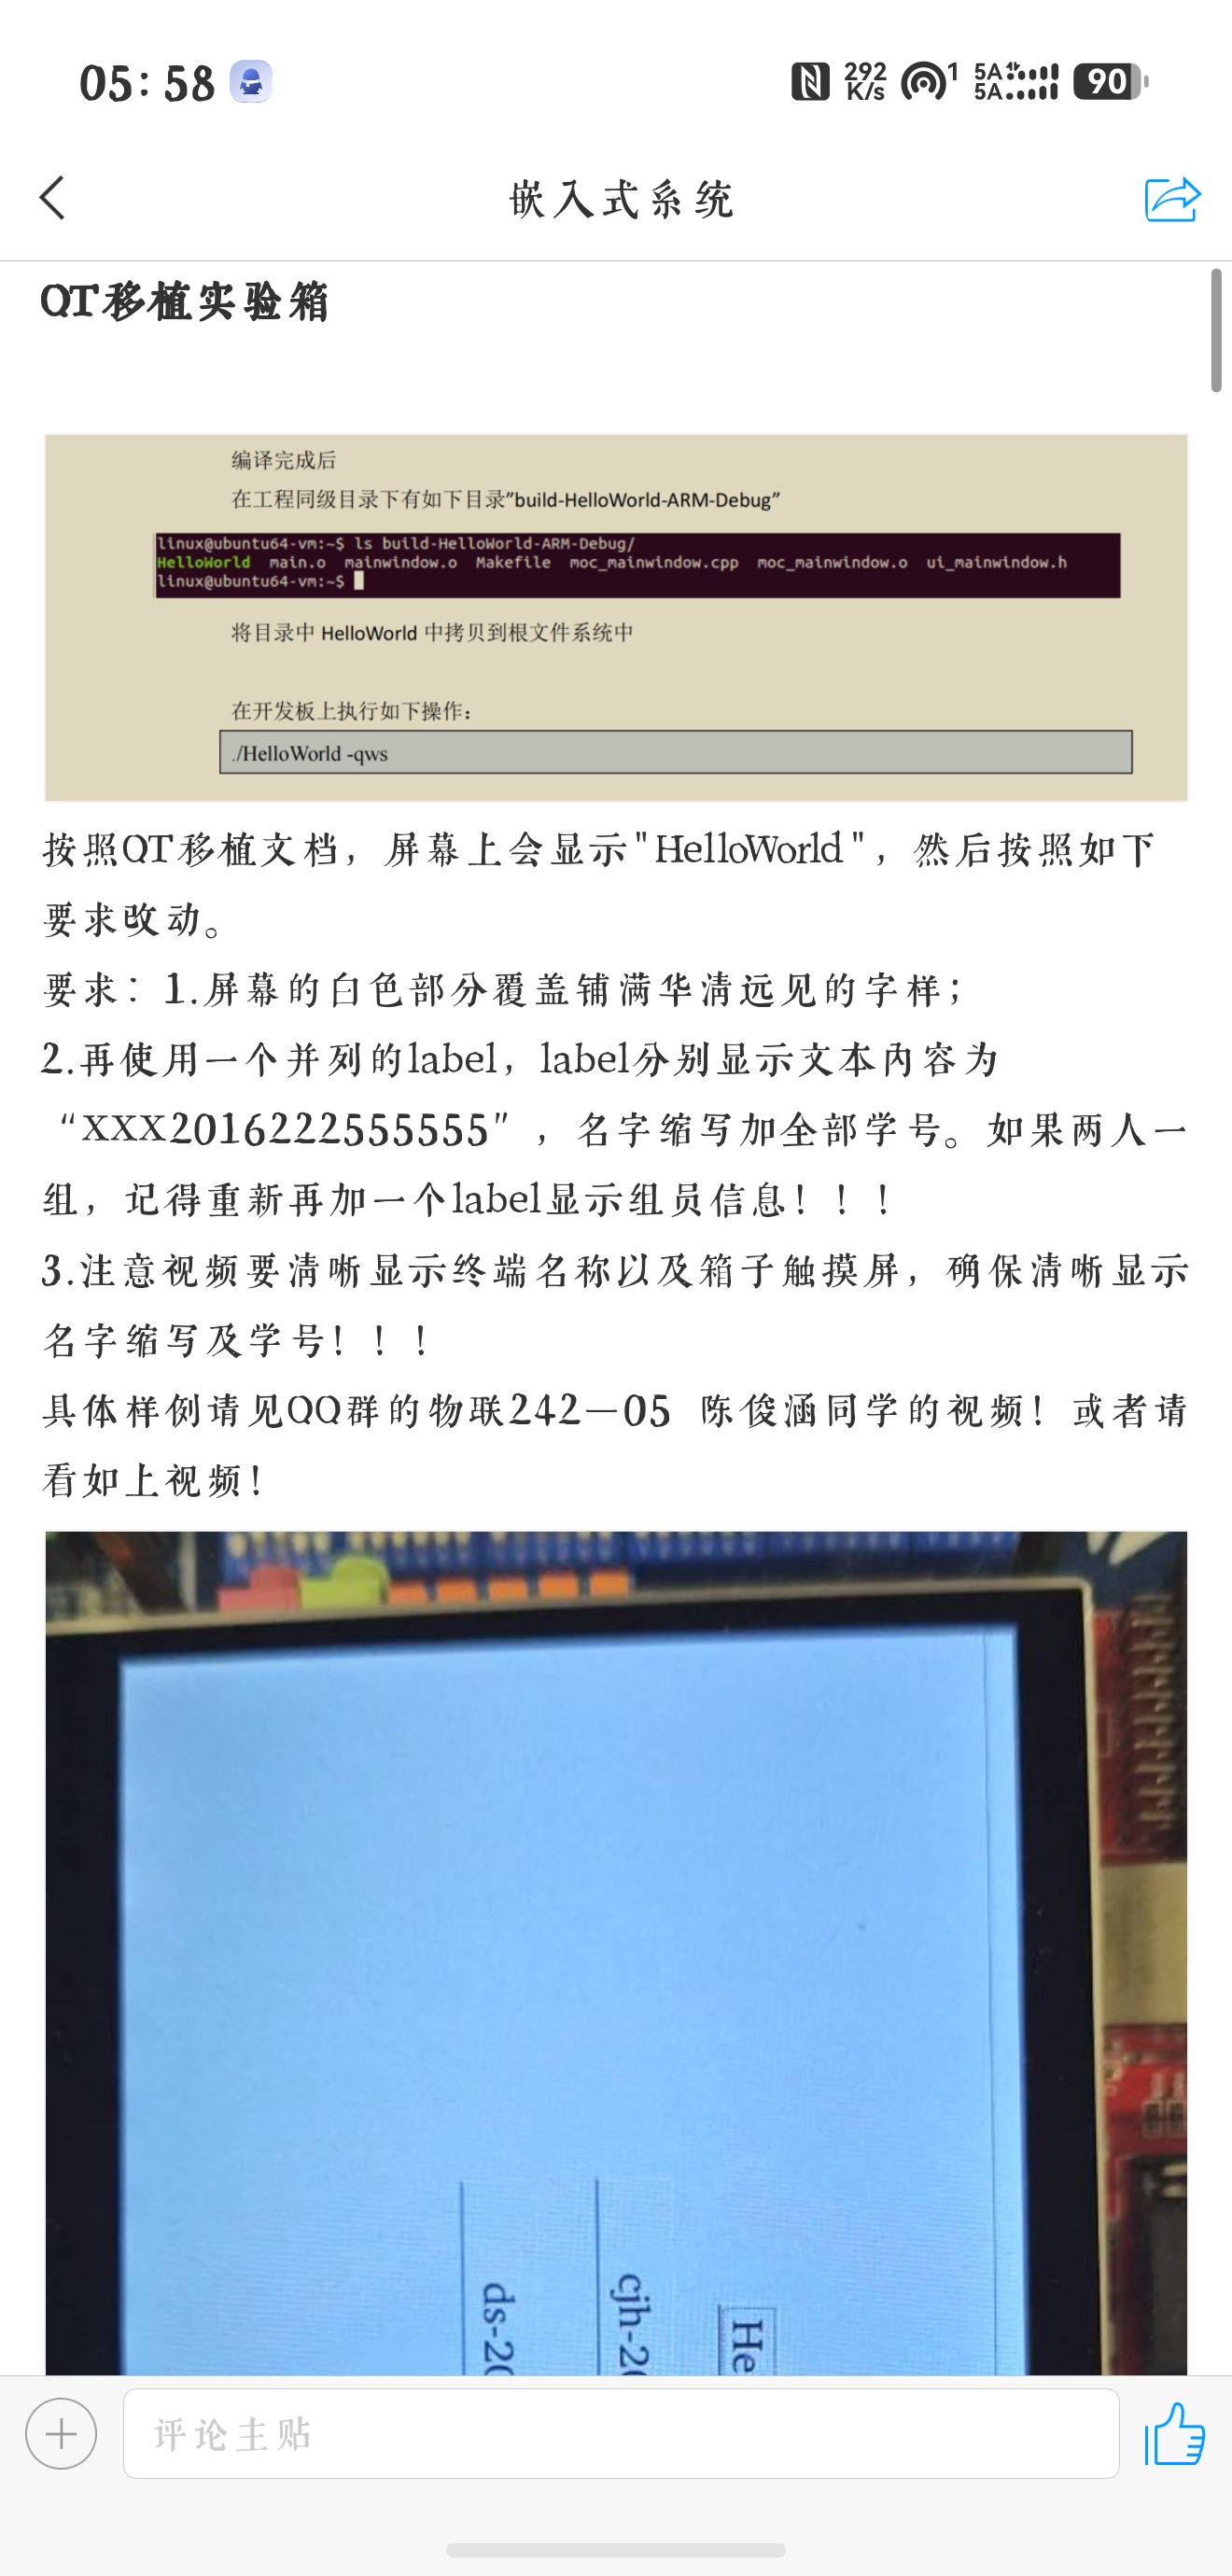 05:58
292 K/s 1 5A 5A 90
嵌入式系统
QT移植实验箱
编译完成后
在工程同级目录下有如下目录”build-HelloWorld-ARM-Debug”
linux@ubuntu64-vm:~$ ls build-HelloWorld-ARM-Debug/
HelloWorld main.o mainwindow.o Makefile moc_mainwindow.cpp moc_mainwindow.o ui_mainwindow.h
linux@ubuntu64-vm:~$
将目录中 HelloWorld 中拷贝到根文件系统中
在开发板上执行如下操作：
./HelloWorld -qws
按照QT移植文档，屏幕上会显示"HelloWorld"，然后按照如下
要求改动。
要求：1.屏幕的白色部分覆盖铺满华清远见的字样；
2.再使用一个并列的label，label分别显示文本内容为
“XXX2016222555555”，名字缩写加全部学号。如果两人一
组，记得重新再加一个label显示组员信息！！！
3.注意视频要清晰显示终端名称以及箱子触摸屏，确保清晰显示
名字缩写及学号！！！
具体样例请见QQ群的物联242—05 陈俊涵同学的视频！或者请
看如上视频！
He
cjh-20
ds-20
评论主贴